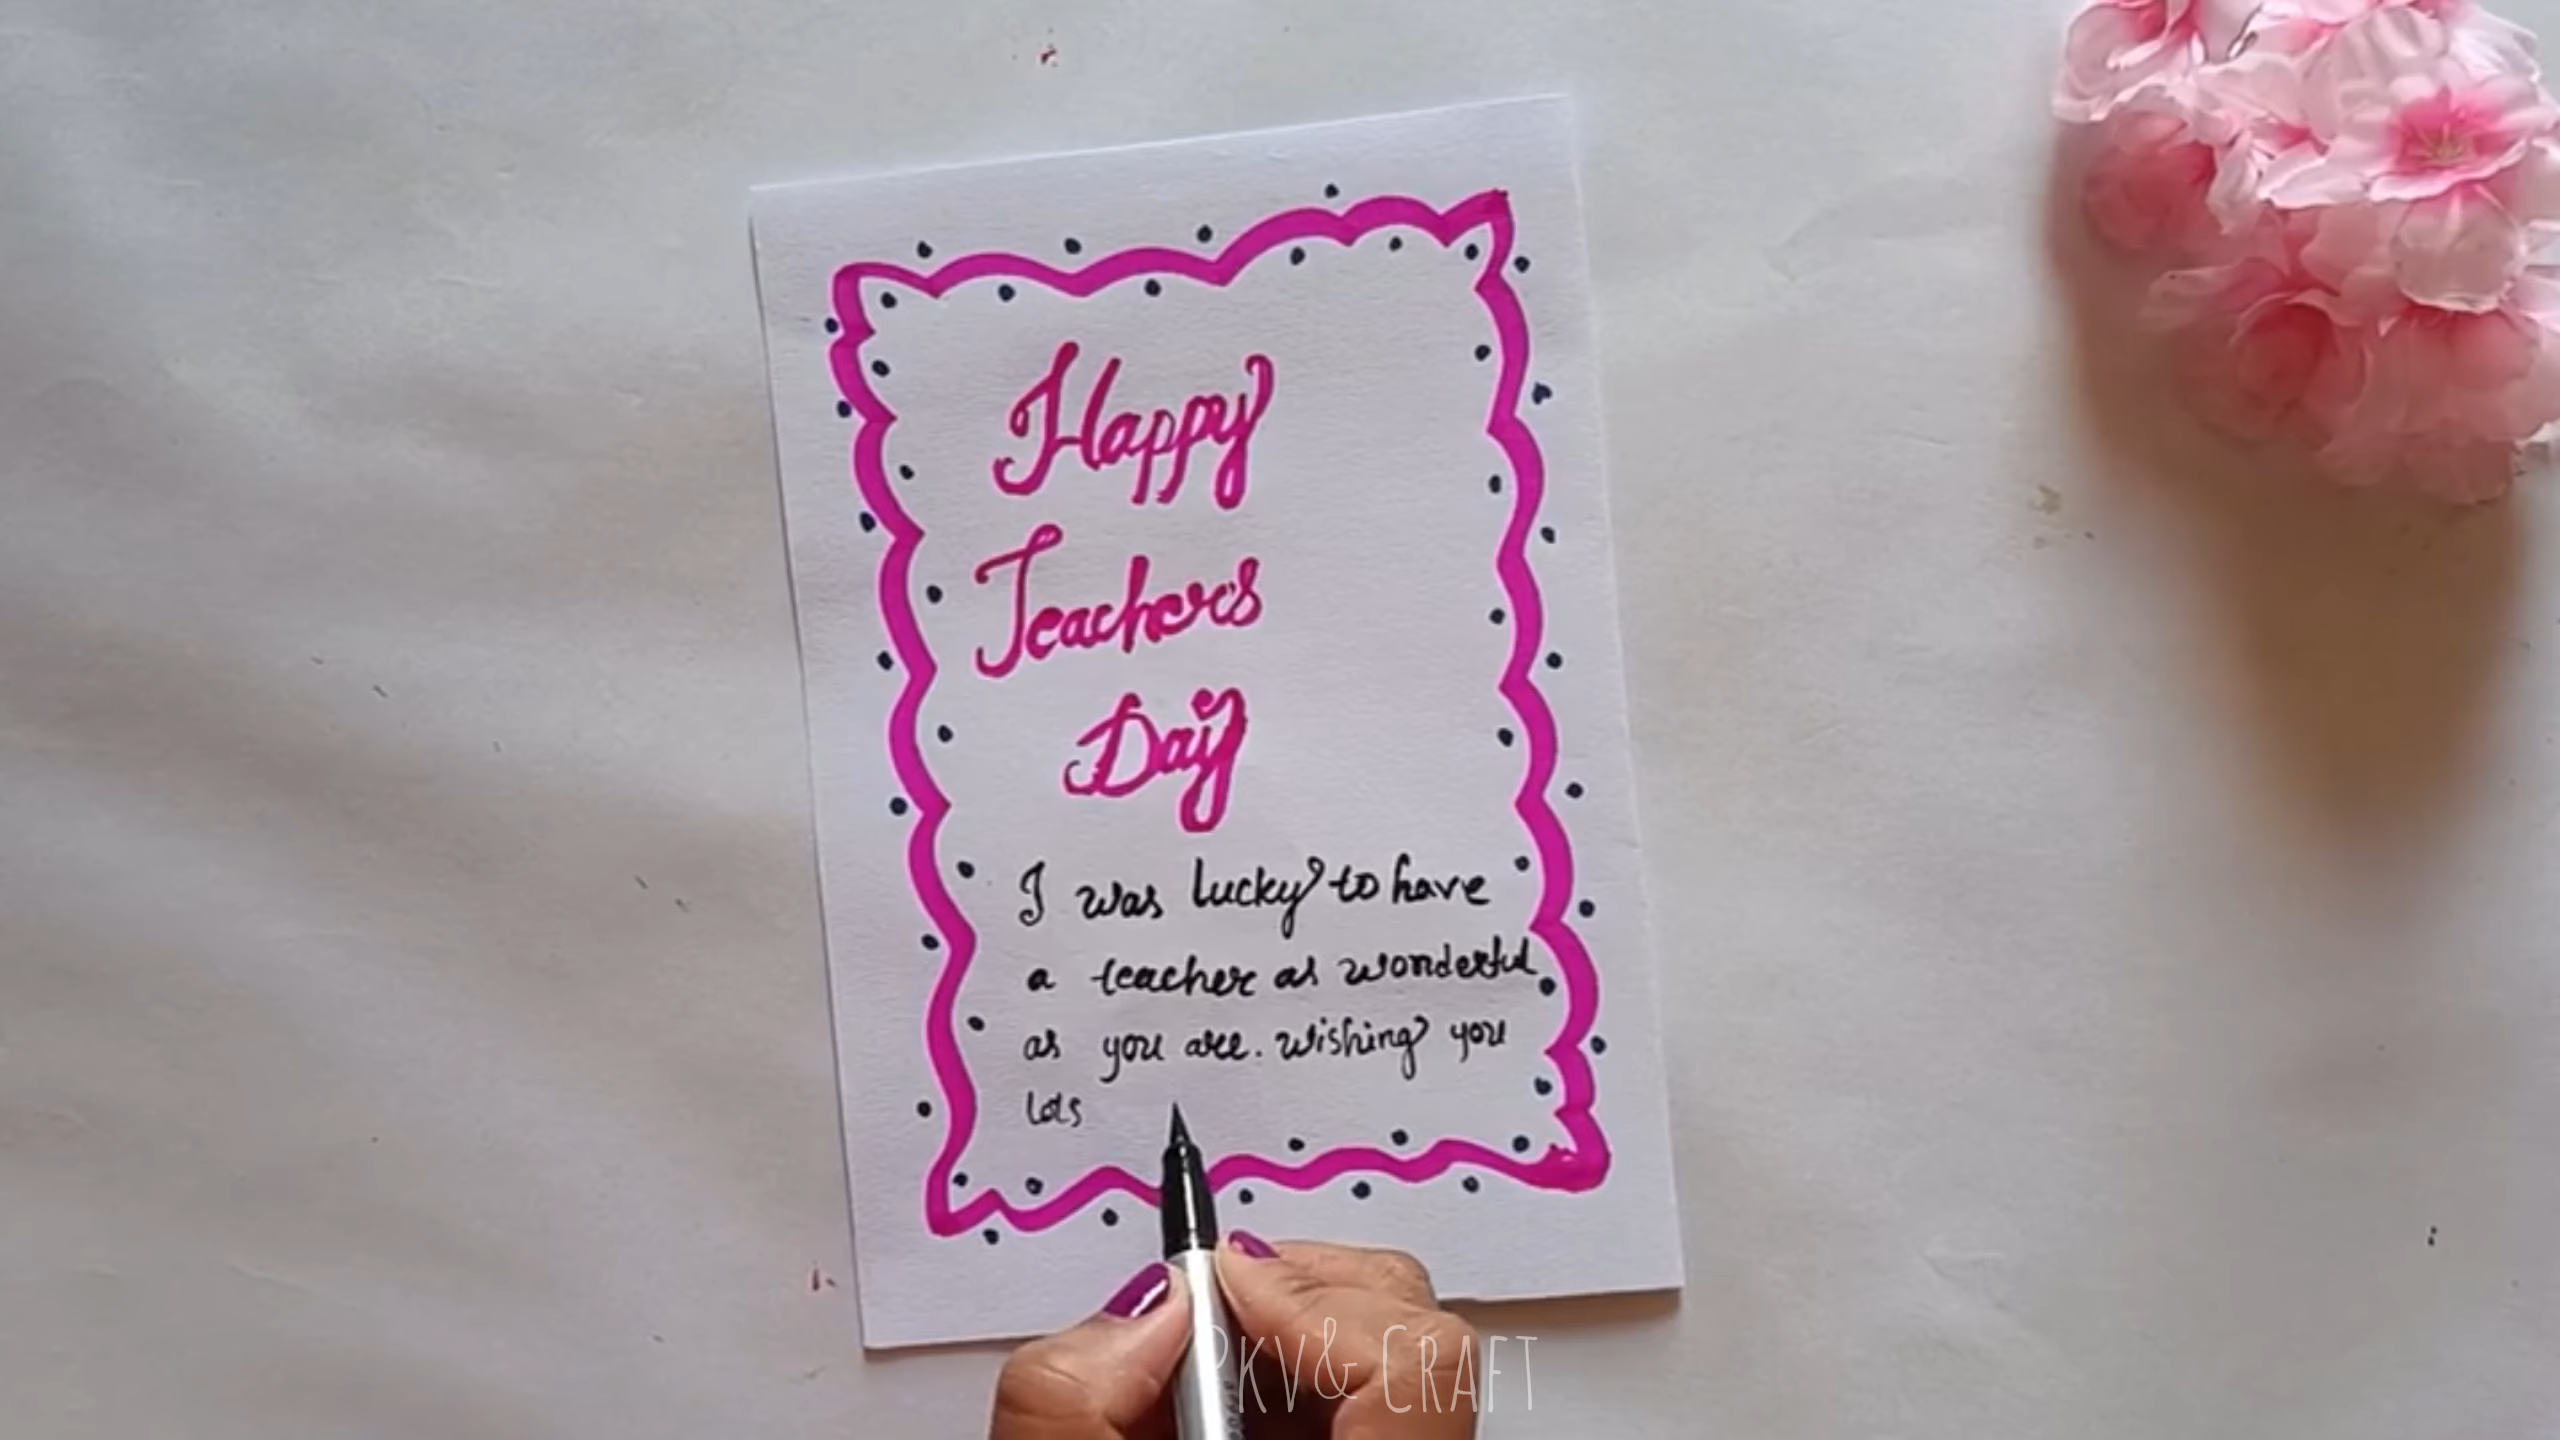 Happy
Teachers
Day
I was lucky to have
a teacher as wonderful
as you are. wishing you
lots
PKV& CRAFT